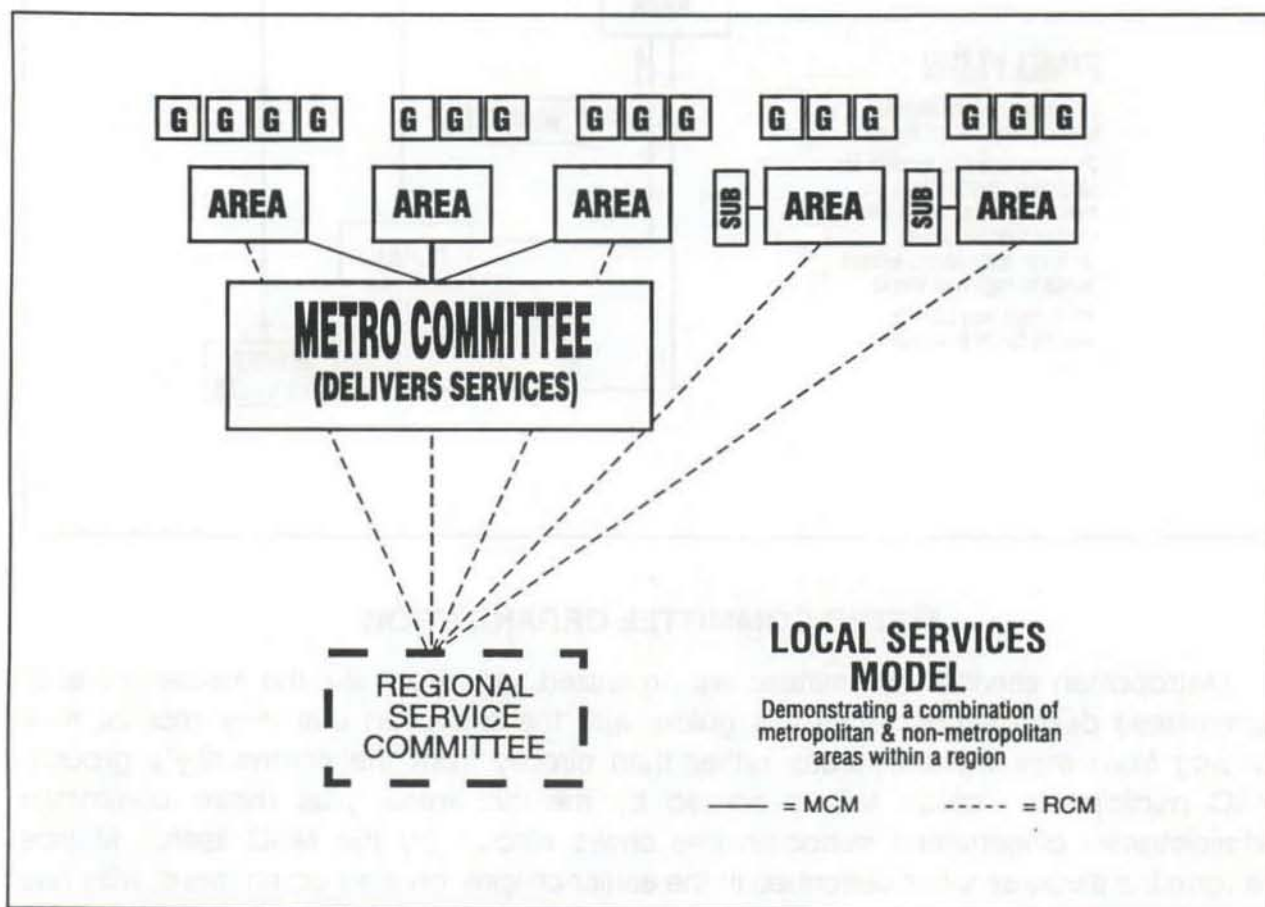 G G G G G G G G G G G G G G G G
AREA AREA AREA SUB AREA SUB AREA
METRO COMMITTEE
(DELIVERS SERVICES)
REGIONAL
SERVICE
COMMITTEE
LOCAL SERVICES
MODEL
Demonstrating a combination of
metropolitan & non-metropolitan
areas within a region
= MCM = RCM